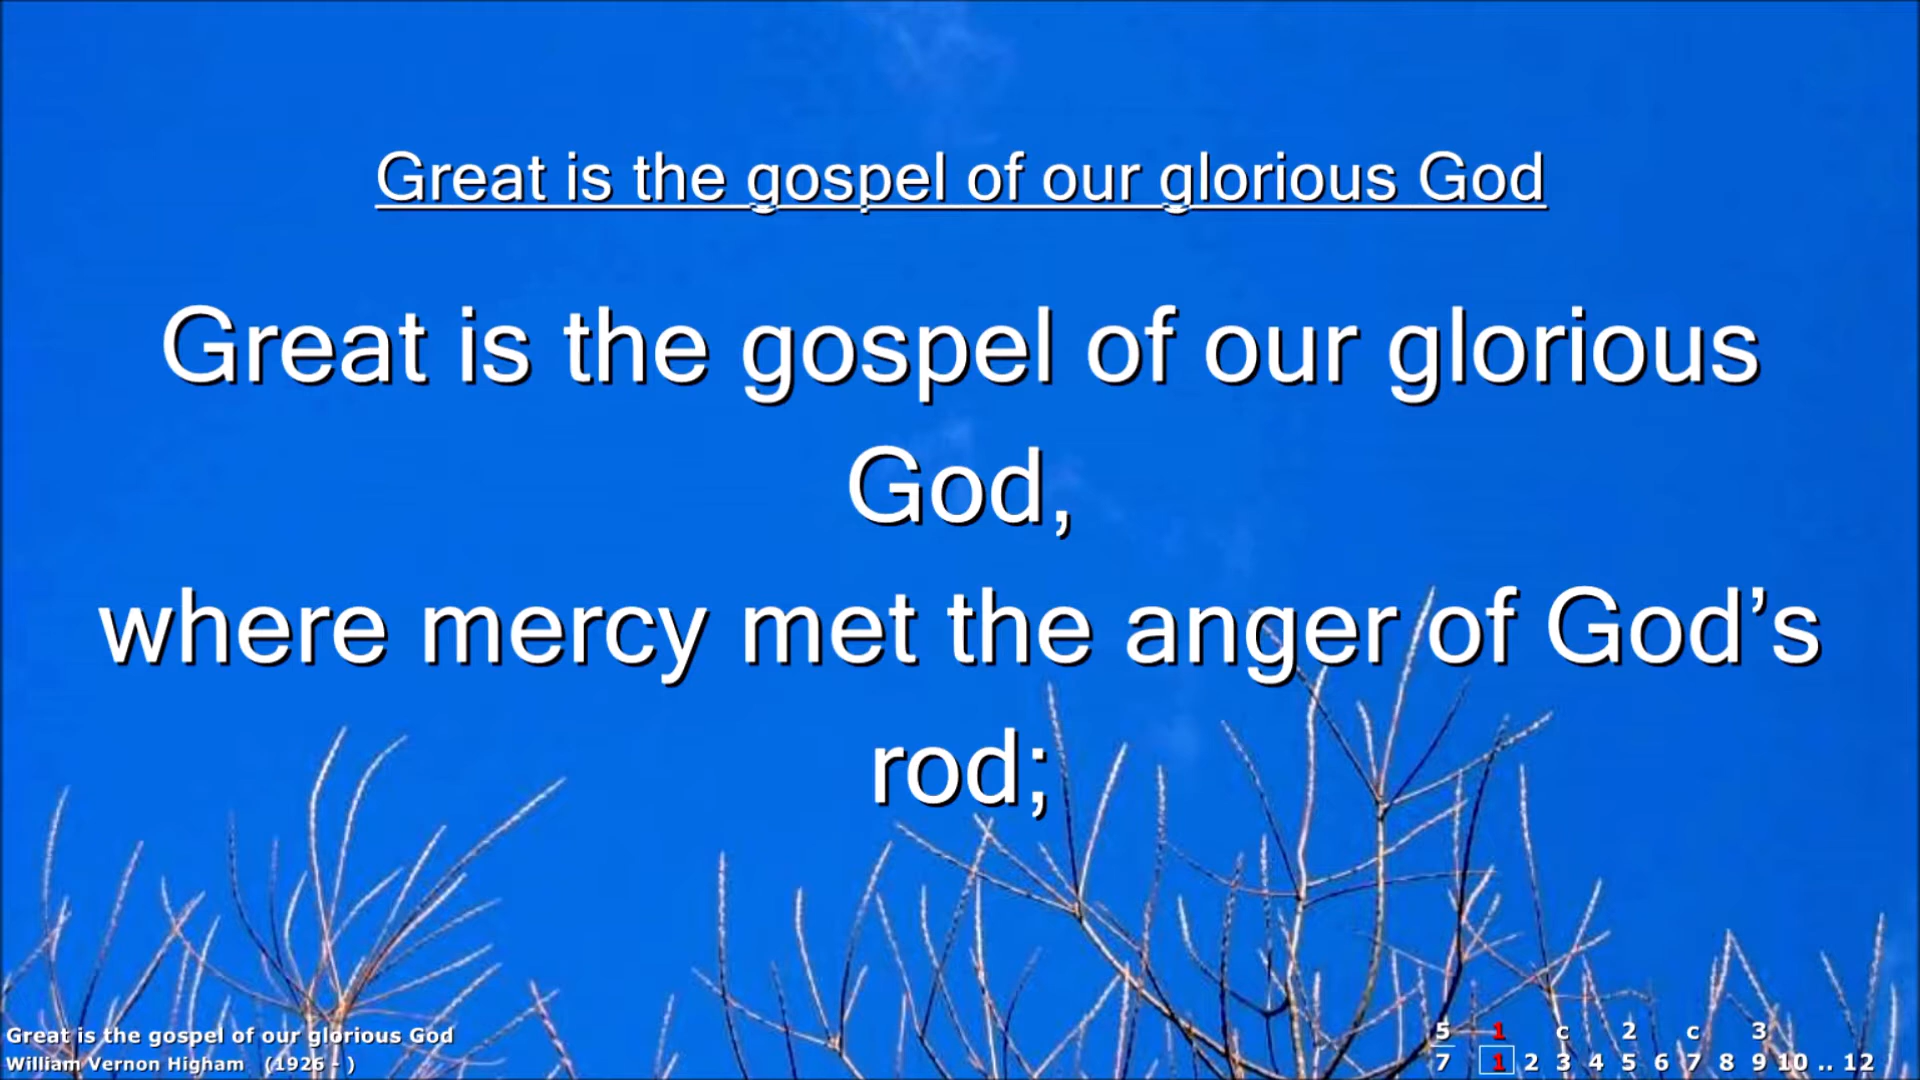 Great is the gospel of our glorious God
Great is the gospel of our glorious
God,
where mercy met the anger of God’s
rod;
Great is the gospel of our glorious God
William Vernon Higham (1926 - )
5 1 c 2 c 3
7 1 2 3 4 5 6 7 8 9 10 .. 12